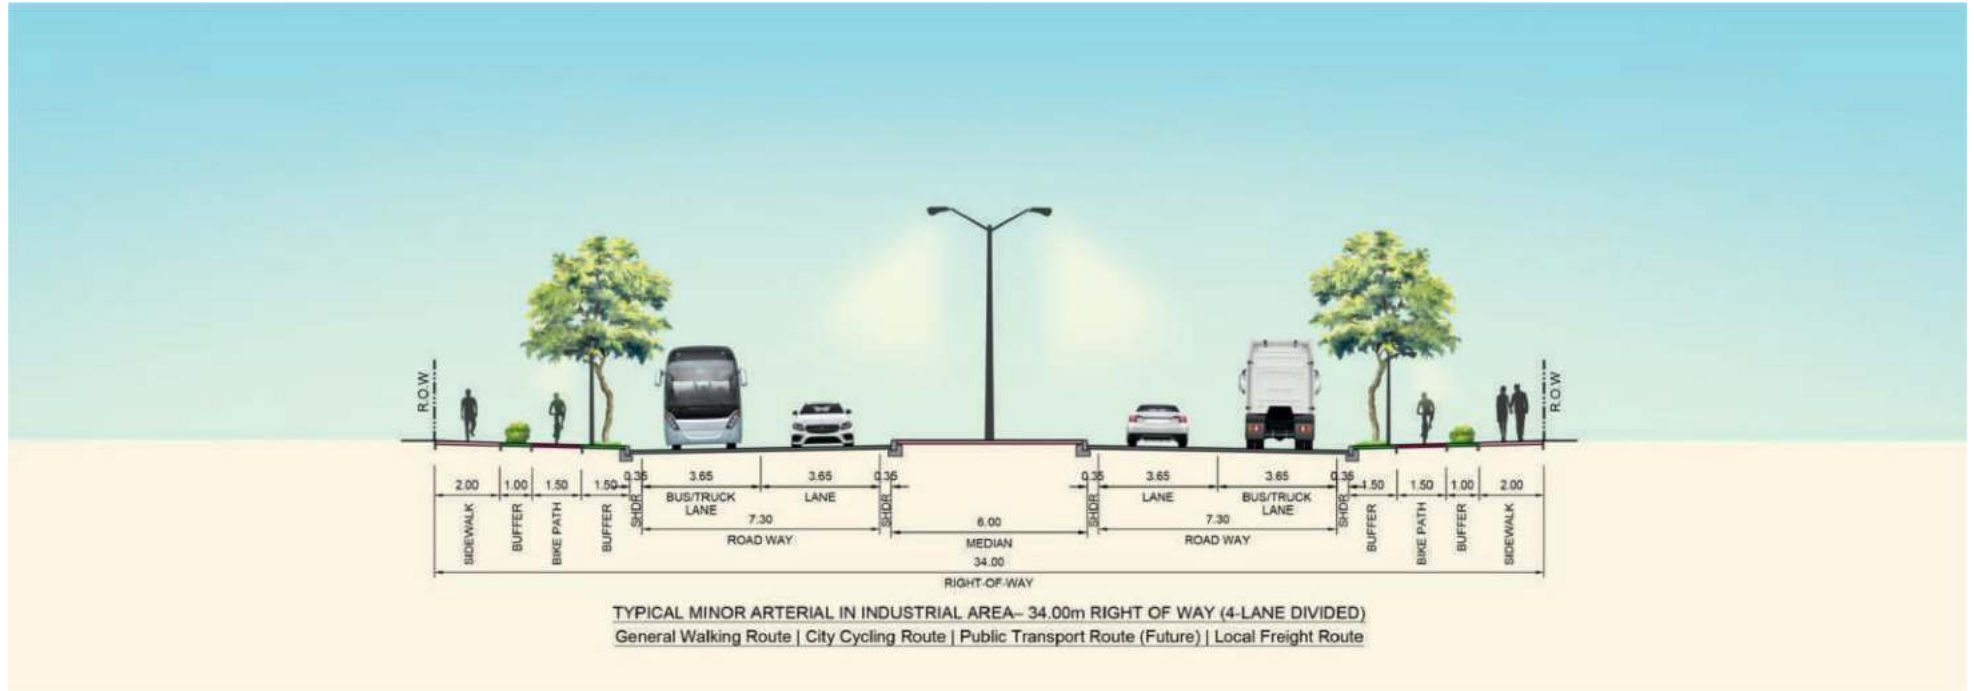 R.O.W
R.O.W
2.00 1.00 1.50 1.50 0.35 3.65 3.65 0.35 0.35 3.65 3.65 0.35 1.50 1.50 1.00 2.00
SIDEWALK BUFFER BIKE PATH BUFFER SHDR BUS/TRUCK LANE SHDR SHDR LANE BUS/TRUCK SHDR BUFFER BIKE PATH BUFFER SIDEWALK
LANE LANE
7.30 6.00 7.30
ROAD WAY MEDIAN ROAD WAY
34.00
RIGHT-OF-WAY
TYPICAL MINOR ARTERIAL IN INDUSTRIAL AREA– 34.00m RIGHT OF WAY (4-LANE DIVIDED)
General Walking Route | City Cycling Route | Public Transport Route (Future) | Local Freight Route